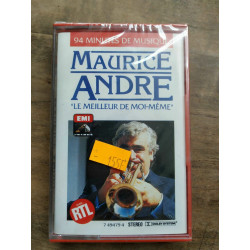 94 MINUTES DE MUSIQUE
MAURICE
ANDRE
"LE MEILLEUR DE MOI-MÊME"
EMI
RTL
STEREO